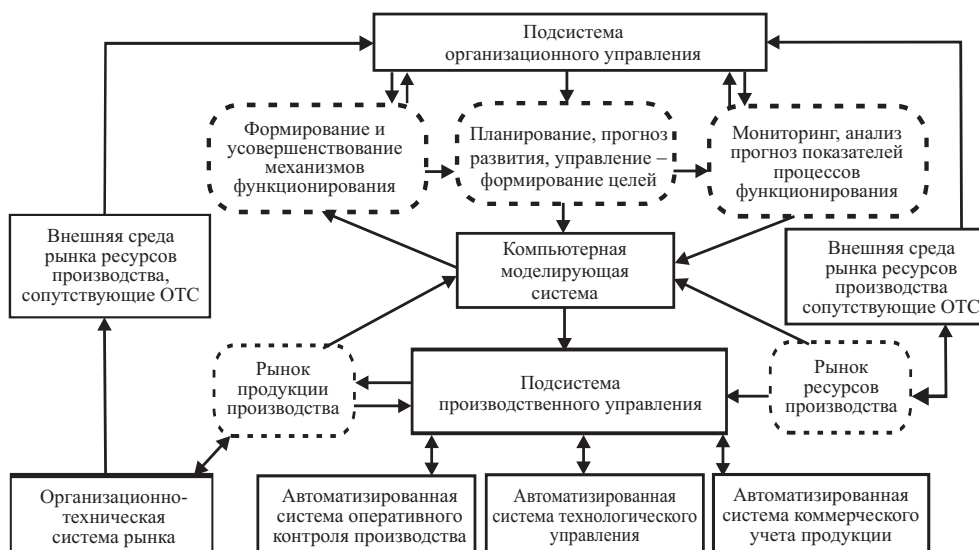 Подсистема
организационного управления
Формирование и
усовершенствование
механизмов
функционирования
Планирование, прогноз
развития, управление –
формирование целей
Мониторинг, анализ
прогноз показателей
процессов
функционирования
Внешняя среда
рынка ресурсов
производства,
сопутствующие ОТС
Компьютерная
моделирующая
система
Внешняя среда
рынка ресурсов
производства
сопутствующие ОТС
Рынок
продукции
производства
Подсистема
производственного управления
Рынок
ресурсов
производства
Организационно-
техническая
система рынка
Автоматизированная
система оперативного
контроля производства
Автоматизированная
система технологического
управления
Автоматизированная
система коммерческого
учета продукции